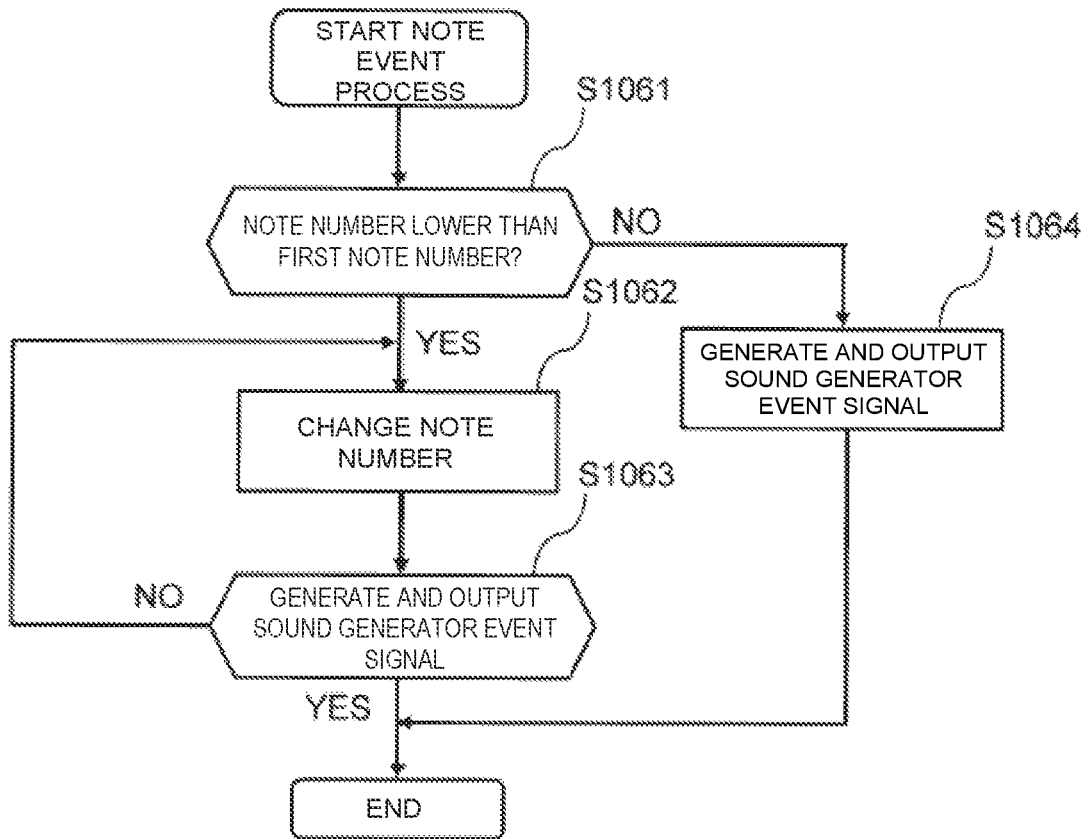 START NOTE
EVENT
PROCESS
S1061
NOTE NUMBER LOWER THAN
FIRST NOTE NUMBER?
NO
S1064
YES
S1062
GENERATE AND OUTPUT
SOUND GENERATOR
EVENT SIGNAL
CHANGE NOTE
NUMBER
S1063
NO
GENERATE AND OUTPUT
SOUND GENERATOR EVENT
SIGNAL
YES
END